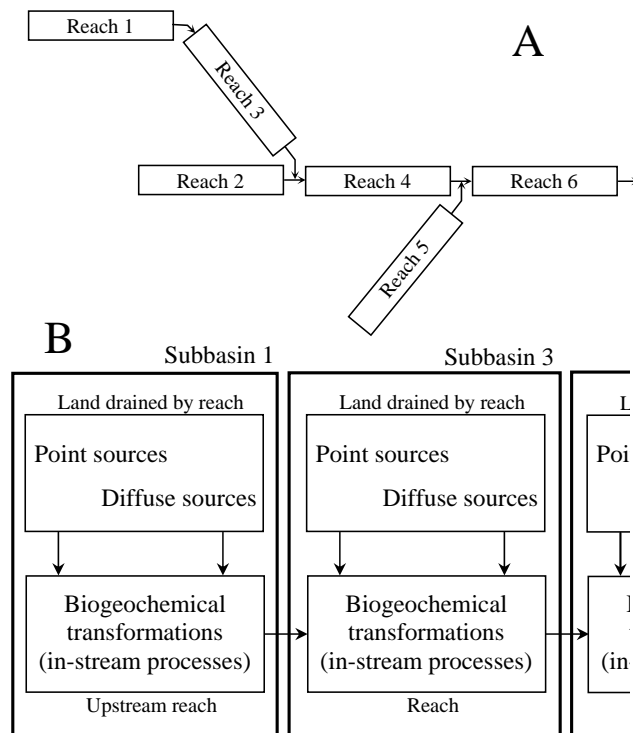 Reach 1
A
Reach 3
Reach 2
Reach 4
Reach 6
Reach 5
B
Subbasin 1
Subbasin 3
Land drained by reach
Point sources
Diffuse sources
Biogeochemical
transformations
(in-stream processes)
Upstream reach
Land drained by reach
Point sources
Diffuse sources
Biogeochemical
transformations
(in-stream processes)
Reach